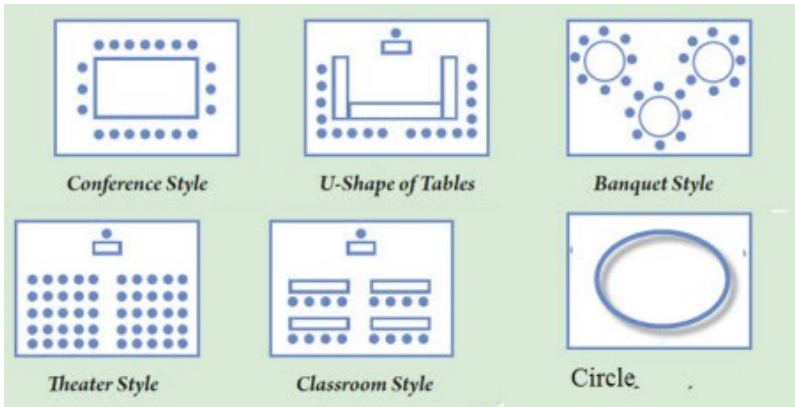 Conference Style
U-Shape of Tables
Banquet Style
Theater Style
Classroom Style
Circle